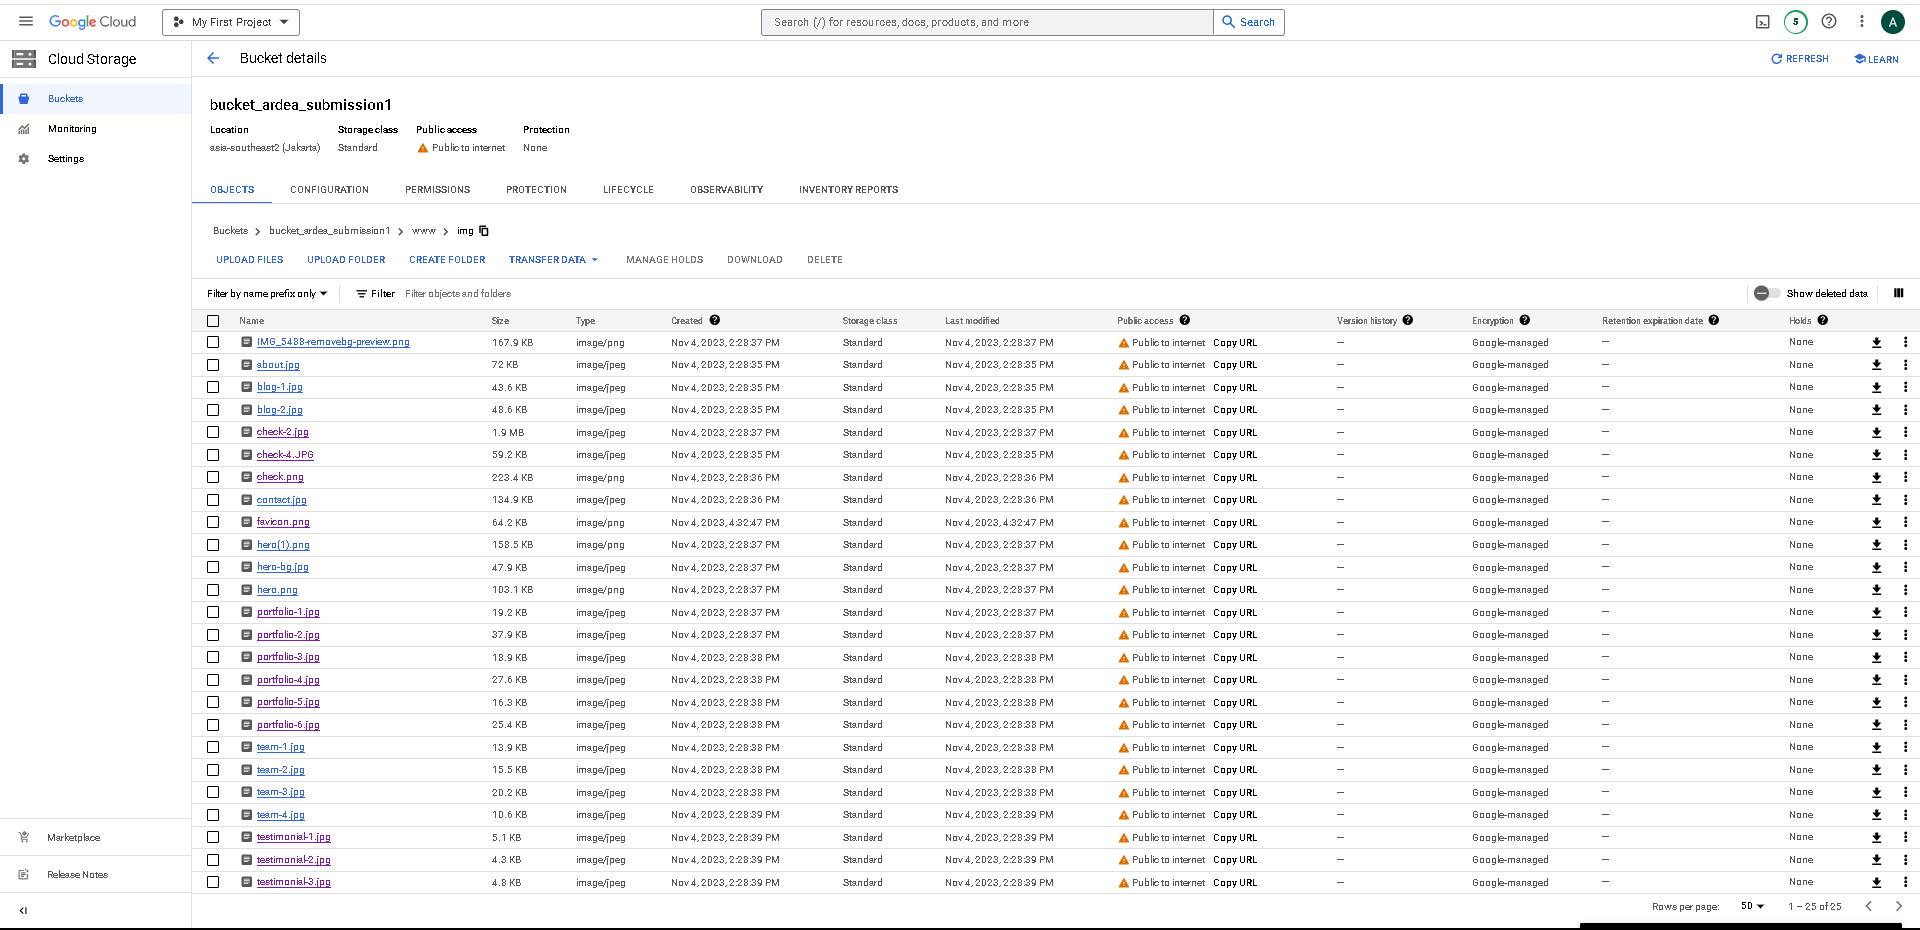 Google Cloud My First Project Search (/) for resources, docs, products, and more Search 5 A
Cloud Storage Bucket details REFRESH LEARN
Buckets
Monitoring
Settings
bucket_ardea_submission1
Location Storage class Public access Protection
asia-southeast2 (Jakarta) Standard Public to internet None
OBJECTS CONFIGURATION PERMISSIONS PROTECTION LIFECYCLE OBSERVABILITY INVENTORY REPORTS
Buckets > bucket_ardea_submission1 > www > img
UPLOAD FILES UPLOAD FOLDER CREATE FOLDER TRANSFER DATA MANAGE HOLDS DOWNLOAD DELETE
Filter by name prefix only Filter Filter objects and folders Show deleted data
Name Size Type Created Storage class Last modified Public access Version history Encryption Retention expiration date Holds
IMG_5488-removebg-preview.png 167.9 KB image/png Nov 4, 2023, 2:28:37 PM Standard Nov 4, 2023, 2:28:37 PM Public to internet Copy URL — Google-managed — None
about.jpg 72 KB image/jpeg Nov 4, 2023, 2:28:35 PM Standard Nov 4, 2023, 2:28:35 PM Public to internet Copy URL — Google-managed — None
blog-1.jpg 43.6 KB image/jpeg Nov 4, 2023, 2:28:35 PM Standard Nov 4, 2023, 2:28:35 PM Public to internet Copy URL — Google-managed — None
blog-2.jpg 48.6 KB image/jpeg Nov 4, 2023, 2:28:35 PM Standard Nov 4, 2023, 2:28:35 PM Public to internet Copy URL — Google-managed — None
check-2.jpg 1.9 MB image/jpeg Nov 4, 2023, 2:28:37 PM Standard Nov 4, 2023, 2:28:37 PM Public to internet Copy URL — Google-managed — None
check-4.JPG 59.2 KB image/jpeg Nov 4, 2023, 2:28:35 PM Standard Nov 4, 2023, 2:28:35 PM Public to internet Copy URL — Google-managed — None
check.png 223.4 KB image/png Nov 4, 2023, 2:28:36 PM Standard Nov 4, 2023, 2:28:36 PM Public to internet Copy URL — Google-managed — None
contact.jpg 134.9 KB image/jpeg Nov 4, 2023, 2:28:36 PM Standard Nov 4, 2023, 2:28:36 PM Public to internet Copy URL — Google-managed — None
favicon.png 64.2 KB image/png Nov 4, 2023, 4:32:47 PM Standard Nov 4, 2023, 4:32:47 PM Public to internet Copy URL — Google-managed — None
hero(1).png 158.5 KB image/png Nov 4, 2023, 2:28:37 PM Standard Nov 4, 2023, 2:28:37 PM Public to internet Copy URL — Google-managed — None
hero-bg.jpg 47.9 KB image/jpeg Nov 4, 2023, 2:28:37 PM Standard Nov 4, 2023, 2:28:37 PM Public to internet Copy URL — Google-managed — None
hero.png 103.1 KB image/png Nov 4, 2023, 2:28:37 PM Standard Nov 4, 2023, 2:28:37 PM Public to internet Copy URL — Google-managed — None
portfolio-1.jpg 19.2 KB image/jpeg Nov 4, 2023, 2:28:37 PM Standard Nov 4, 2023, 2:28:37 PM Public to internet Copy URL — Google-managed — None
portfolio-2.jpg 37.9 KB image/jpeg Nov 4, 2023, 2:28:37 PM Standard Nov 4, 2023, 2:28:37 PM Public to internet Copy URL — Google-managed — None
portfolio-3.jpg 18.9 KB image/jpeg Nov 4, 2023, 2:28:38 PM Standard Nov 4, 2023, 2:28:38 PM Public to internet Copy URL — Google-managed — None
portfolio-4.jpg 27.6 KB image/jpeg Nov 4, 2023, 2:28:38 PM Standard Nov 4, 2023, 2:28:38 PM Public to internet Copy URL — Google-managed — None
portfolio-5.jpg 16.3 KB image/jpeg Nov 4, 2023, 2:28:38 PM Standard Nov 4, 2023, 2:28:38 PM Public to internet Copy URL — Google-managed — None
portfolio-6.jpg 25.4 KB image/jpeg Nov 4, 2023, 2:28:38 PM Standard Nov 4, 2023, 2:28:38 PM Public to internet Copy URL — Google-managed — None
team-1.jpg 13.9 KB image/jpeg Nov 4, 2023, 2:28:38 PM Standard Nov 4, 2023, 2:28:38 PM Public to internet Copy URL — Google-managed — None
team-2.jpg 15.5 KB image/jpeg Nov 4, 2023, 2:28:38 PM Standard Nov 4, 2023, 2:28:38 PM Public to internet Copy URL — Google-managed — None
team-3.jpg 20.2 KB image/jpeg Nov 4, 2023, 2:28:38 PM Standard Nov 4, 2023, 2:28:38 PM Public to internet Copy URL — Google-managed — None
team-4.jpg 10.6 KB image/jpeg Nov 4, 2023, 2:28:39 PM Standard Nov 4, 2023, 2:28:39 PM Public to internet Copy URL — Google-managed — None
testimonial-1.jpg 5.1 KB image/jpeg Nov 4, 2023, 2:28:39 PM Standard Nov 4, 2023, 2:28:39 PM Public to internet Copy URL — Google-managed — None
testimonial-2.jpg 4.3 KB image/jpeg Nov 4, 2023, 2:28:39 PM Standard Nov 4, 2023, 2:28:39 PM Public to internet Copy URL — Google-managed — None
testimonial-3.jpg 4.8 KB image/jpeg Nov 4, 2023, 2:28:39 PM Standard Nov 4, 2023, 2:28:39 PM Public to internet Copy URL — Google-managed — None
Marketplace
Release Notes
Rows per page: 50 1 – 25 of 25